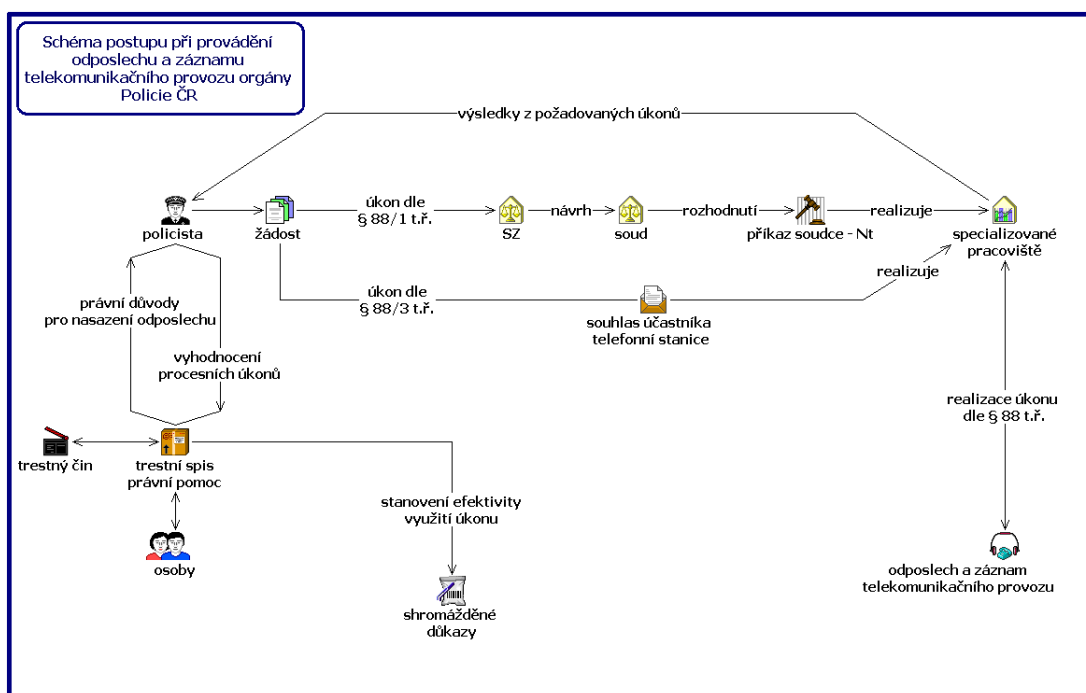 Schéma postupu při provádění
odposlechu a záznamu
telekomunikačního provozu orgány
Policie ČR
výsledky z požadovaných úkonů
policista
žádost
úkon dle
§ 88/1 t.ř.
SZ
návrh
soud
rozhodnutí
příkaz soudce - Nt
realizuje
specializované
pracoviště
úkon dle
§ 88/3 t.ř.
souhlas účastníka
telefonní stanice
realizuje
právní důvody
pro nasazení odposlechu
vyhodnocení
procesních úkonů
realizace úkonu
dle § 88 t.ř.
trestný čin
trestní spis
právní pomoc
osoby
stanovení efektivity
využití úkonu
shromážděné
důkazy
odposlech a záznam
telekomunikačního provozu